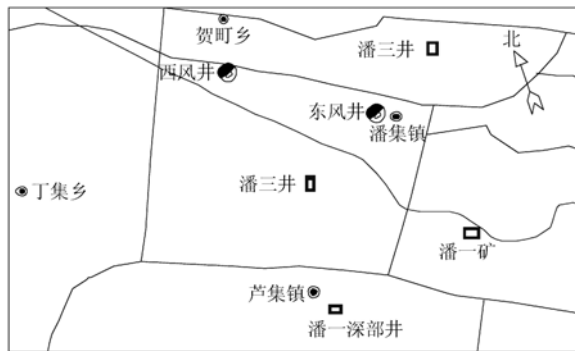 贺町乡
潘三井
北
西风井
东风井
潘集镇
丁集乡
潘三井
潘一矿
芦集镇
潘一深部井